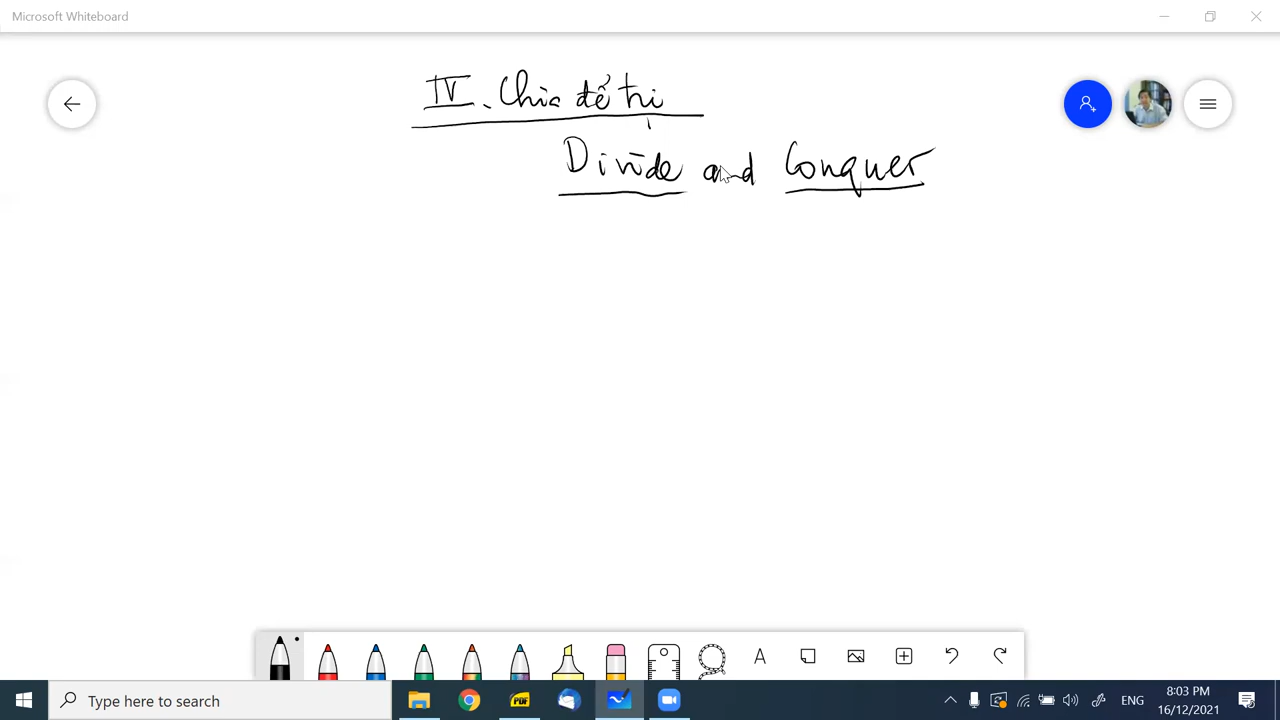 Microsoft Whiteboard
IV. Chia để trị
Divide and Conquer
A
Type here to search
PDF
ENG
8:03 PM
16/12/2021